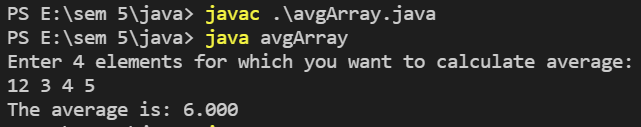 PS E:\sem 5\java> javac .\avgArray.java
PS E:\sem 5\java> java avgArray
Enter 4 elements for which you want to calculate average:
12 3 4 5
The average is: 6.000